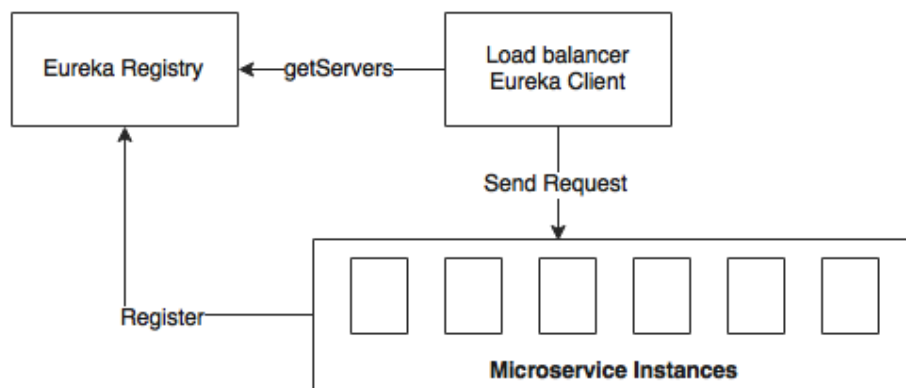 Eureka Registry
getServers
Load balancer
Eureka Client
Send Request
Register
Microservice Instances